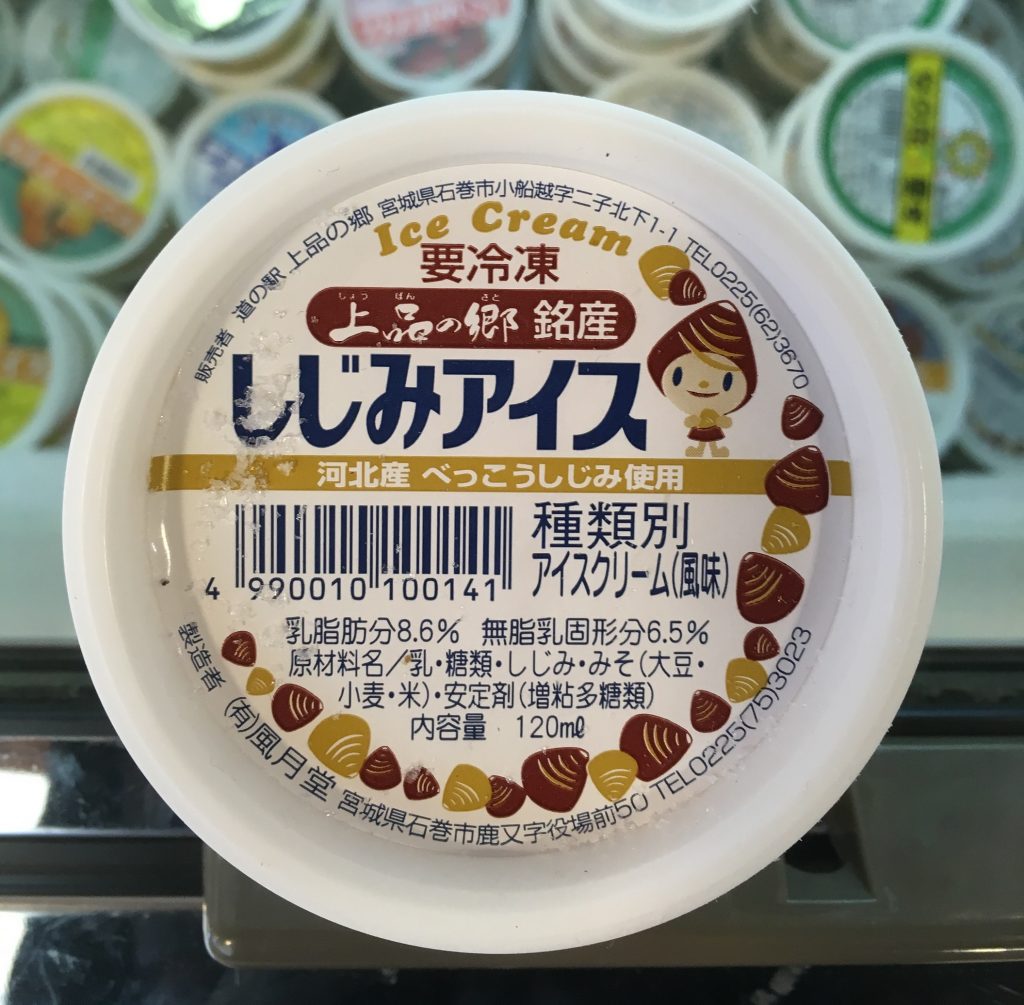 販売者 道の駅 上品の郷 宮城県石巻市小船越字二子北下1-1 TEL0225(62)3670
Ice Cream
要冷凍
じょう ぼん さと
上品の郷 銘産
しじみアイス
河北産 べっこうしじみ使用
4 990010 100141
種類別
アイスクリーム(風味)
乳脂肪分8.6% 無脂乳固形分6.5%
原材料名/乳・糖類・しじみ・みそ(大豆・
小麦・米)・安定剤(増粘多糖類)
内容量 120㎖
製造者 (有)風月堂 宮城県石巻市鹿又字役場前50 TEL0225(75)3023